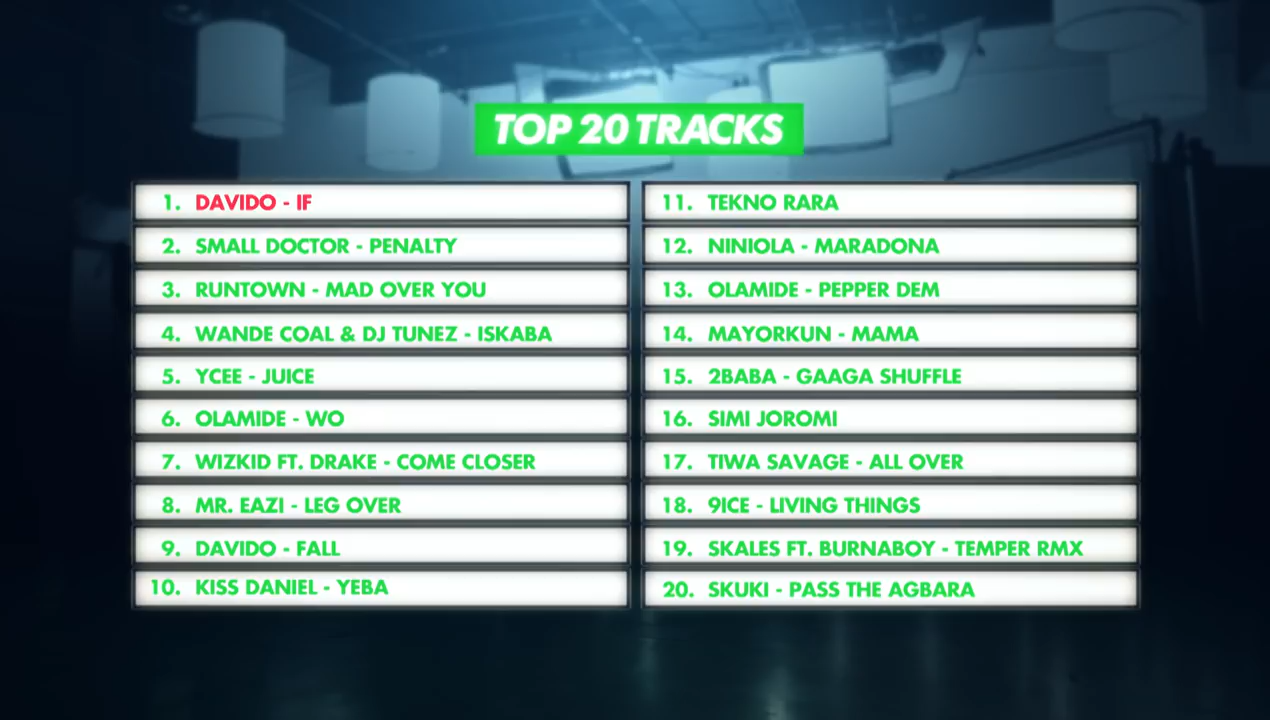 TOP 20 TRACKS
1. DAVIDO - IF
2. SMALL DOCTOR - PENALTY
3. RUNTOWN - MAD OVER YOU
4. WANDE COAL & DJ TUNEZ - ISKABA
5. YCEE - JUICE
6. OLAMIDE - WO
7. WIZKID FT. DRAKE - COME CLOSER
8. MR. EAZI - LEG OVER
9. DAVIDO - FALL
10. KISS DANIEL - YEBA
11. TEKNO RARA
12. NINIOLA - MARADONA
13. OLAMIDE - PEPPER DEM
14. MAYORKUN - MAMA
15. 2BABA - GAAGA SHUFFLE
16. SIMI JOROMI
17. TIWA SAVAGE - ALL OVER
18. 9ICE - LIVING THINGS
19. SKALES FT. BURNABOY - TEMPER RMX
20. SKUKI - PASS THE AGBARA